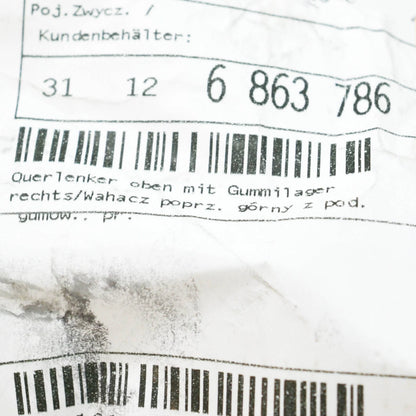 Poj.Zwycz. /
Kundenbehälter:
31 12 6 863 786
Querlenker oben mit Gummilager
rechts/Wahacz poprz. górny z pod.
gumow., pr.